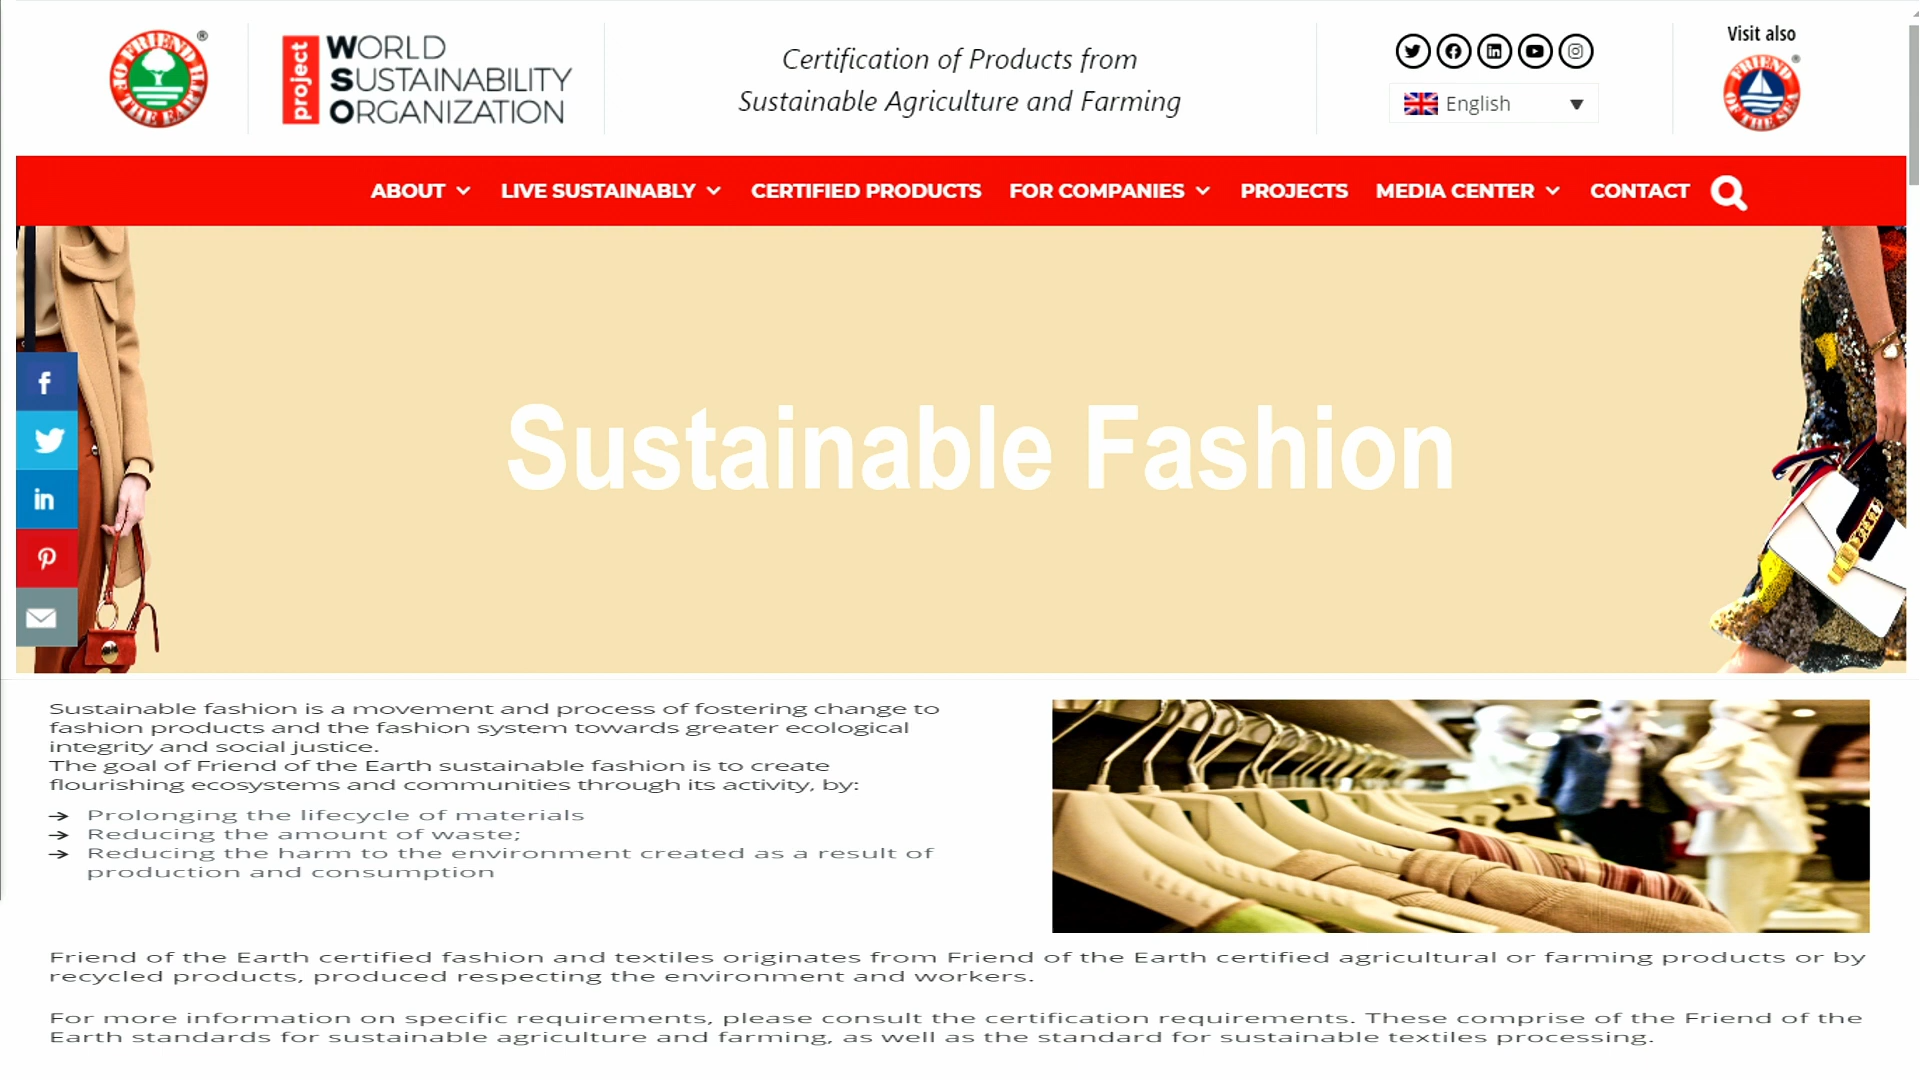 FRIEND OF THE EARTH ®
project
WORLD
SUSTAINABILITY
ORGANIZATION
Certification of Products from
Sustainable Agriculture and Farming
English
Visit also
FRIEND OF THE SEA ®
ABOUT LIVE SUSTAINABLY CERTIFIED PRODUCTS FOR COMPANIES PROJECTS MEDIA CENTER CONTACT
Sustainable Fashion
Sustainable fashion is a movement and process of fostering change to
fashion products and the fashion system towards greater ecological
integrity and social justice.
The goal of Friend of the Earth sustainable fashion is to create
flourishing ecosystems and communities through its activity, by:
→ Prolonging the lifecycle of materials
→ Reducing the amount of waste;
→ Reducing the harm to the environment created as a result of
production and consumption
Friend of the Earth certified fashion and textiles originates from Friend of the Earth certified agricultural or farming products or by
recycled products, produced respecting the environment and workers.
For more information on specific requirements, please consult the certification requirements. These comprise of the Friend of the
Earth standards for sustainable agriculture and farming, as well as the standard for sustainable textiles processing.